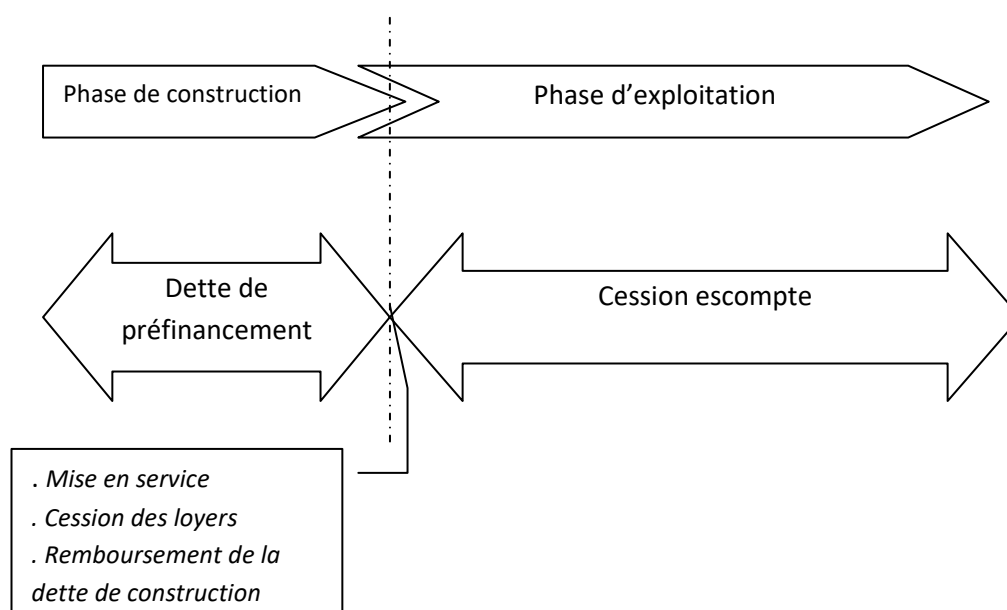 Phase de construction
Phase d’exploitation
Dette de
préfinancement
Cession escompte
. Mise en service
. Cession des loyers
. Remboursement de la
dette de construction